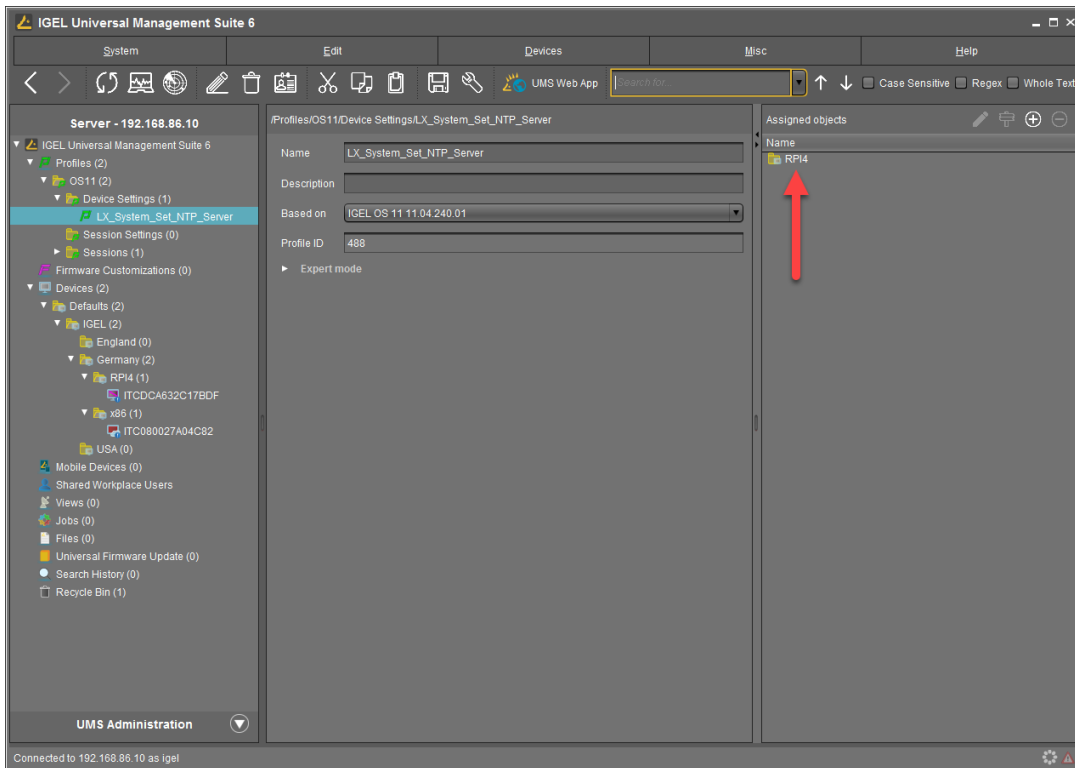 IGEL Universal Management Suite 6
System Edit Devices Misc Help
UMS Web App Search for... Case Sensitive Regex Whole Text
Server - 192.168.86.10
IGEL Universal Management Suite 6
Profiles (2)
OS11 (2)
Device Settings (1)
LX_System_Set_NTP_Server
Session Settings (0)
Sessions (1)
Firmware Customizations (0)
Devices (2)
Defaults (2)
IGEL (2)
England (0)
Germany (2)
RPI4 (1)
ITCDCA632C17BDF
x86 (1)
ITC080027A04C82
USA (0)
Mobile Devices (0)
Shared Workplace Users
Views (0)
Jobs (0)
Files (0)
Universal Firmware Update (0)
Search History (0)
Recycle Bin (1)
UMS Administration
/Profiles/OS11/Device Settings/LX_System_Set_NTP_Server
Name LX_System_Set_NTP_Server
Description
Based on IGEL OS 11 11.04.240.01
Profile ID 488
Expert mode
Assigned objects
Name
RPI4
Connected to 192.168.86.10 as igel